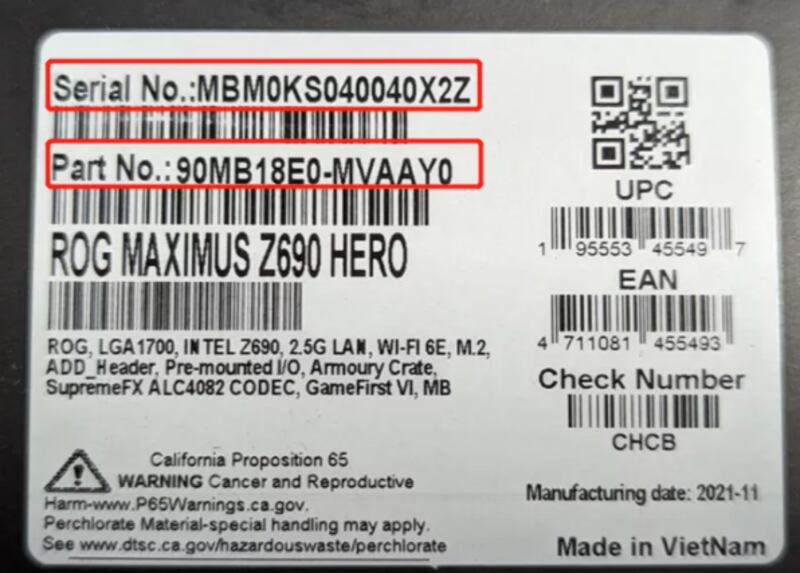 Serial No.:MBM0KS040040X2Z
Part No.:90MB18E0-MVAAY0
ROG MAXIMUS Z690 HERO
ROG, LGA1700, INTEL Z690, 2.5G LAN, WI-FI 6E, M.2,
ADD_Header, Pre-mounted I/O, Armoury Crate,
SupremeFX ALC4082 CODEC, GameFirst VI, MB
California Proposition 65
WARNING Cancer and Reproductive
Harm-www.P65Warnings.ca.gov.
Perchlorate Material-special handling may apply.
See www.dtsc.ca.gov/hazardouswaste/perchlorate
UPC
1 95553 45549 7
EAN
4 711081 455493
Check Number
CHCB
Manufacturing date: 2021-11
Made in VietNam